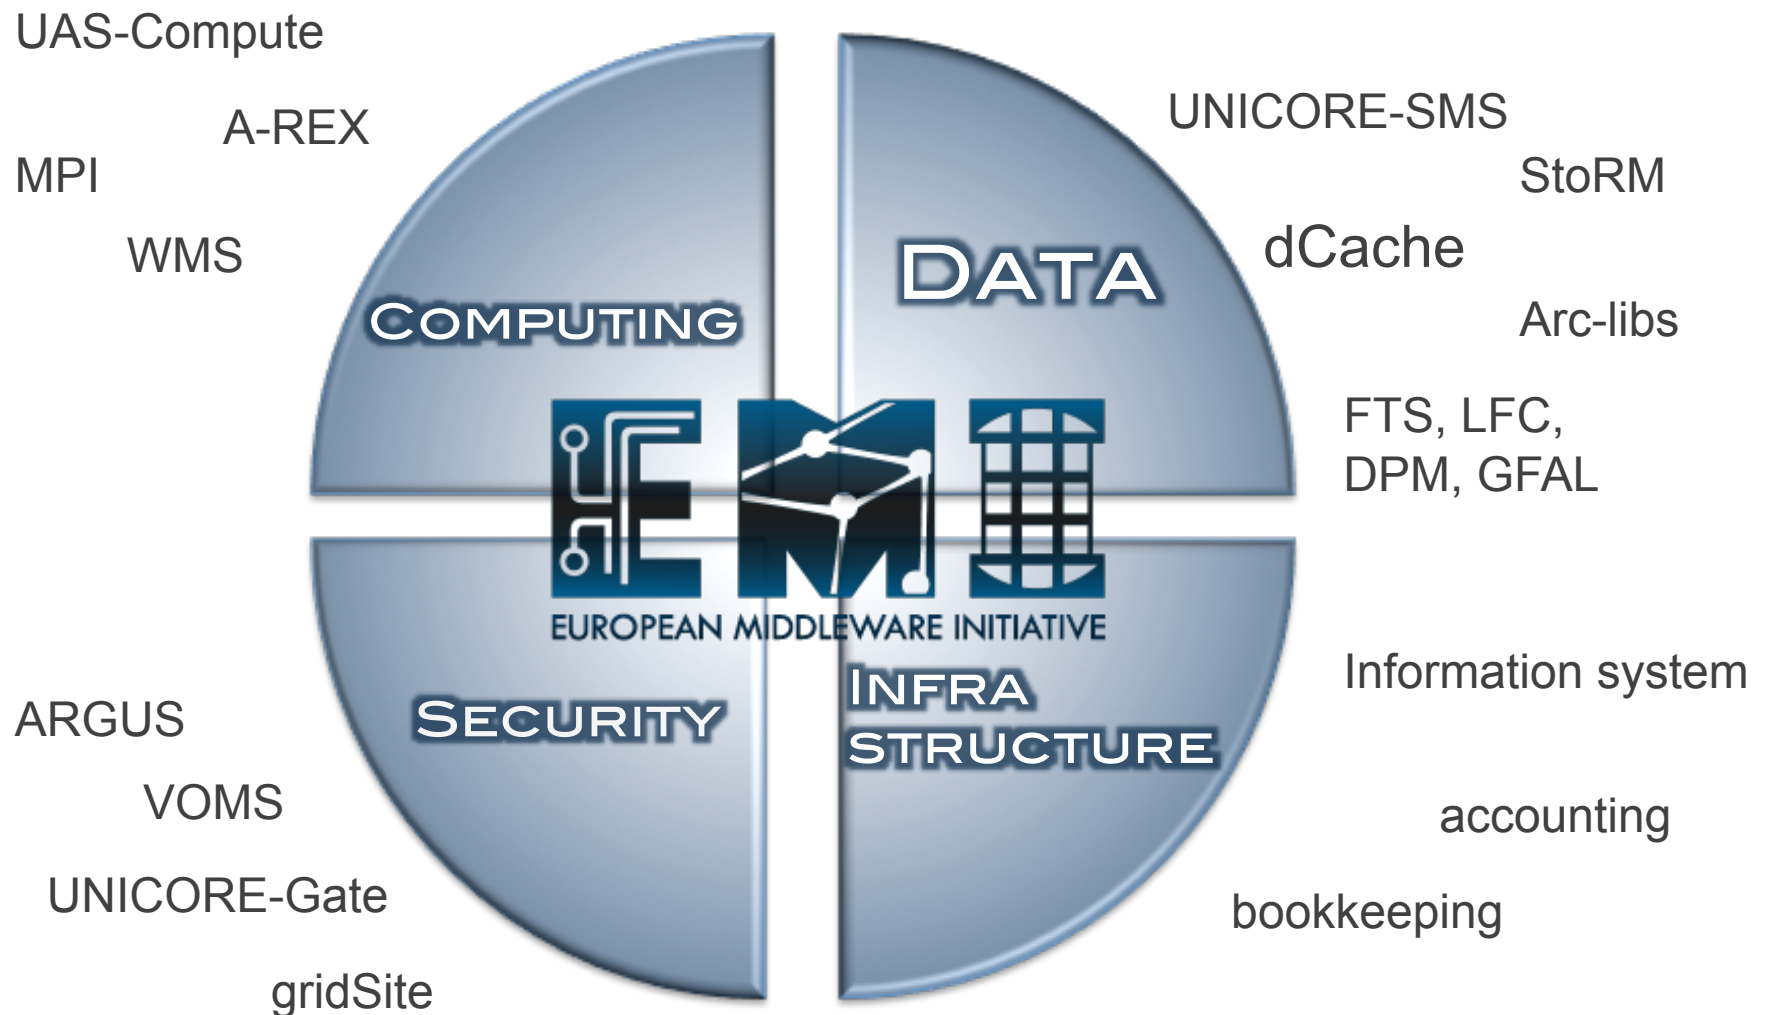 UAS-Compute
A-REX
MPI
WMS
COMPUTING
DATA
UNICORE-SMS
StoRM
dCache
Arc-libs
FTS, LFC,
DPM, GFAL
EMI
EUROPEAN MIDDLEWARE INITIATIVE
SECURITY
INFRA
STRUCTURE
ARGUS
VOMS
UNICORE-Gate
gridSite
Information system
accounting
bookkeeping